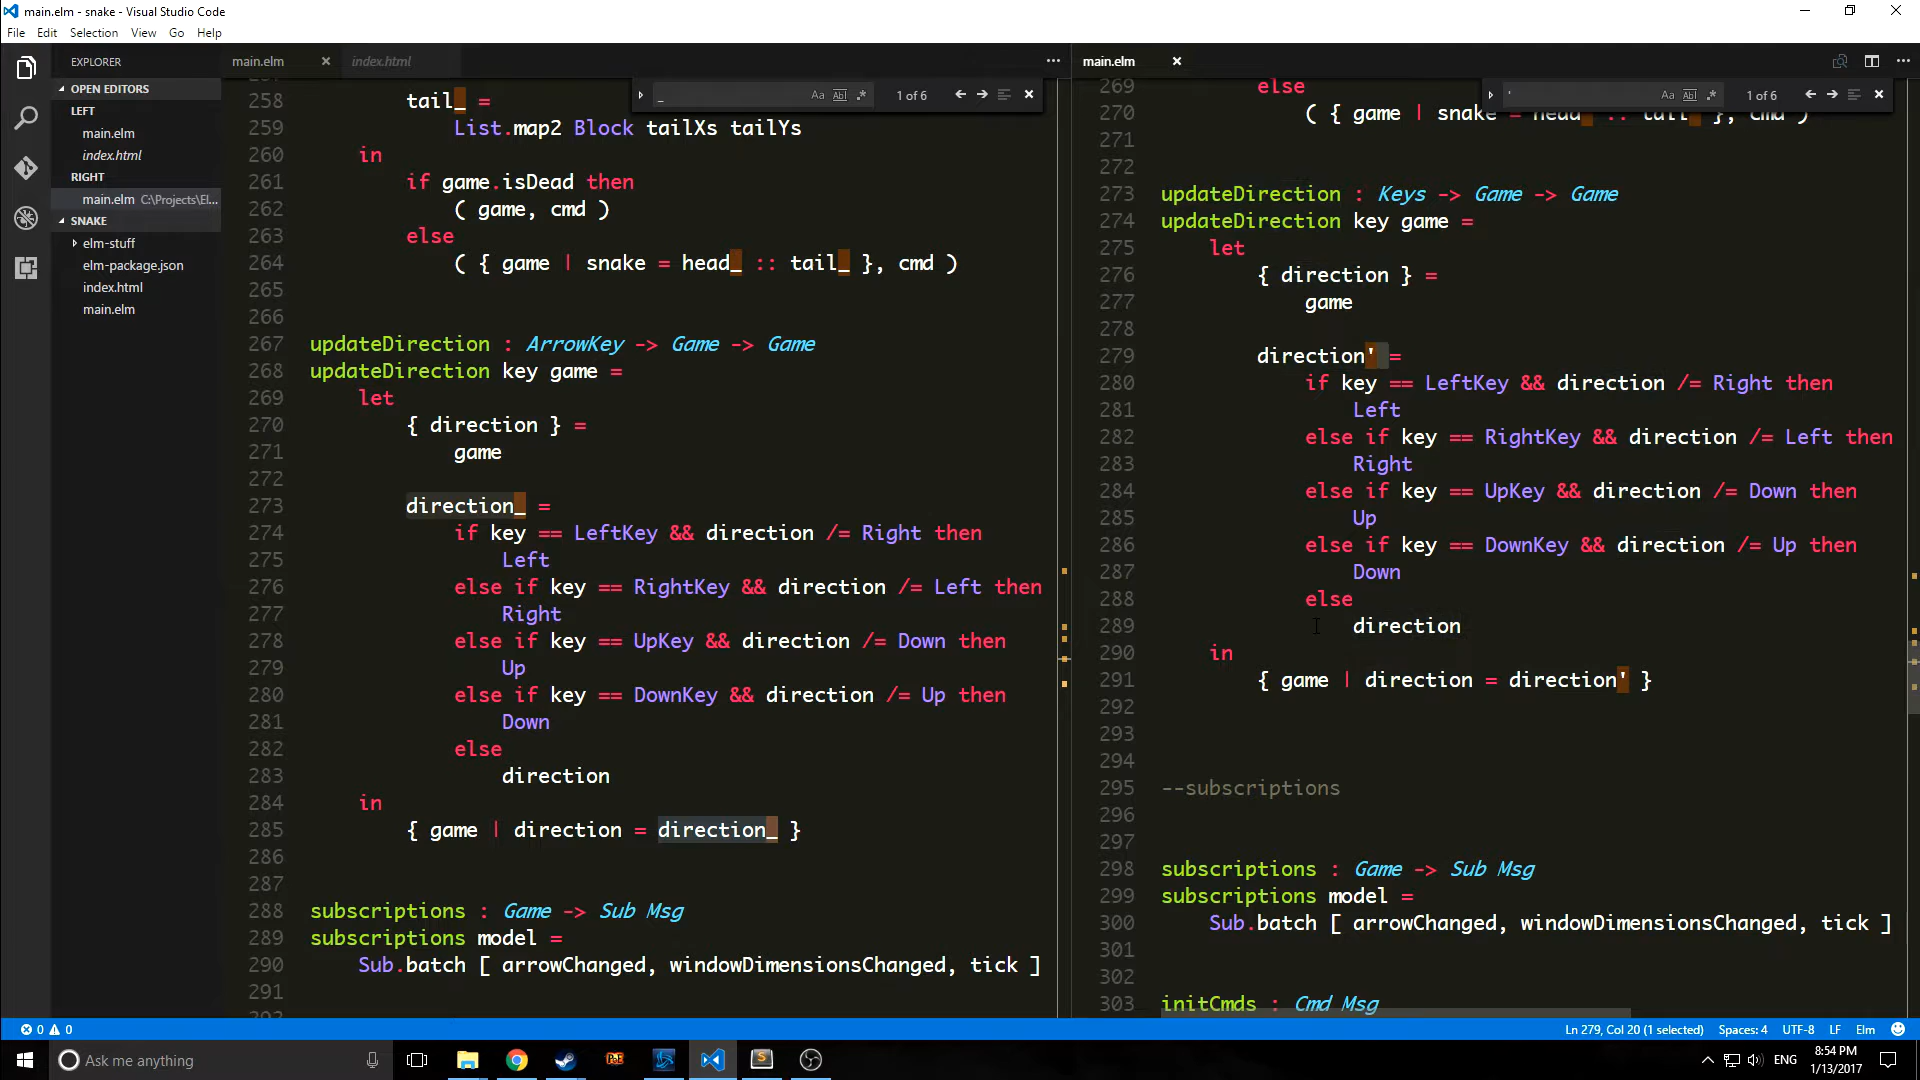 main.elm - snake - Visual Studio Code
File Edit Selection View Go Help
EXPLORER
OPEN EDITORS
LEFT
main.elm
index.html
RIGHT
main.elm C:\Projects\El...
SNAKE
elm-stuff
elm-package.json
index.html
main.elm
main.elm index.html
_ Aa Abl .* 1 of 6
258 tail_ =
259 List.map2 Block tailXs tailYs
260 in
261 if game.isDead then
262 ( game, cmd )
263 else
264 ( { game | snake = head_ :: tail_ }, cmd )
265
266
267 updateDirection : ArrowKey -> Game -> Game
268 updateDirection key game =
269 let
270 { direction } =
271 game
272
273 direction_ =
274 if key == LeftKey && direction /= Right then
275 Left
276 else if key == RightKey && direction /= Left then
277 Right
278 else if key == UpKey && direction /= Down then
279 Up
280 else if key == DownKey && direction /= Up then
281 Down
282 else
283 direction
284 in
285 { game | direction = direction_ }
286
287
288 subscriptions : Game -> Sub Msg
289 subscriptions model =
290 Sub.batch [ arrowChanged, windowDimensionsChanged, tick ]
291
main.elm
' Aa Abl .* 1 of 6
269 else
270 ( { game | snake = head' :: tail' }, cmd )
271
272
273 updateDirection : Keys -> Game -> Game
274 updateDirection key game =
275 let
276 { direction } =
277 game
278
279 direction' =
280 if key == LeftKey && direction /= Right then
281 Left
282 else if key == RightKey && direction /= Left then
283 Right
284 else if key == UpKey && direction /= Down then
285 Up
286 else if key == DownKey && direction /= Up then
287 Down
288 else
289 direction
290 in
291 { game | direction = direction' }
292
293
294
295 --subscriptions
296
297
298 subscriptions : Game -> Sub Msg
299 subscriptions model =
300 Sub.batch [ arrowChanged, windowDimensionsChanged, tick ]
301
302
303 initCmds : Cmd Msg
0 0 Ln 279, Col 20 (1 selected) Spaces: 4 UTF-8 LF Elm
Ask me anything
ENG
8:54 PM
1/13/2017